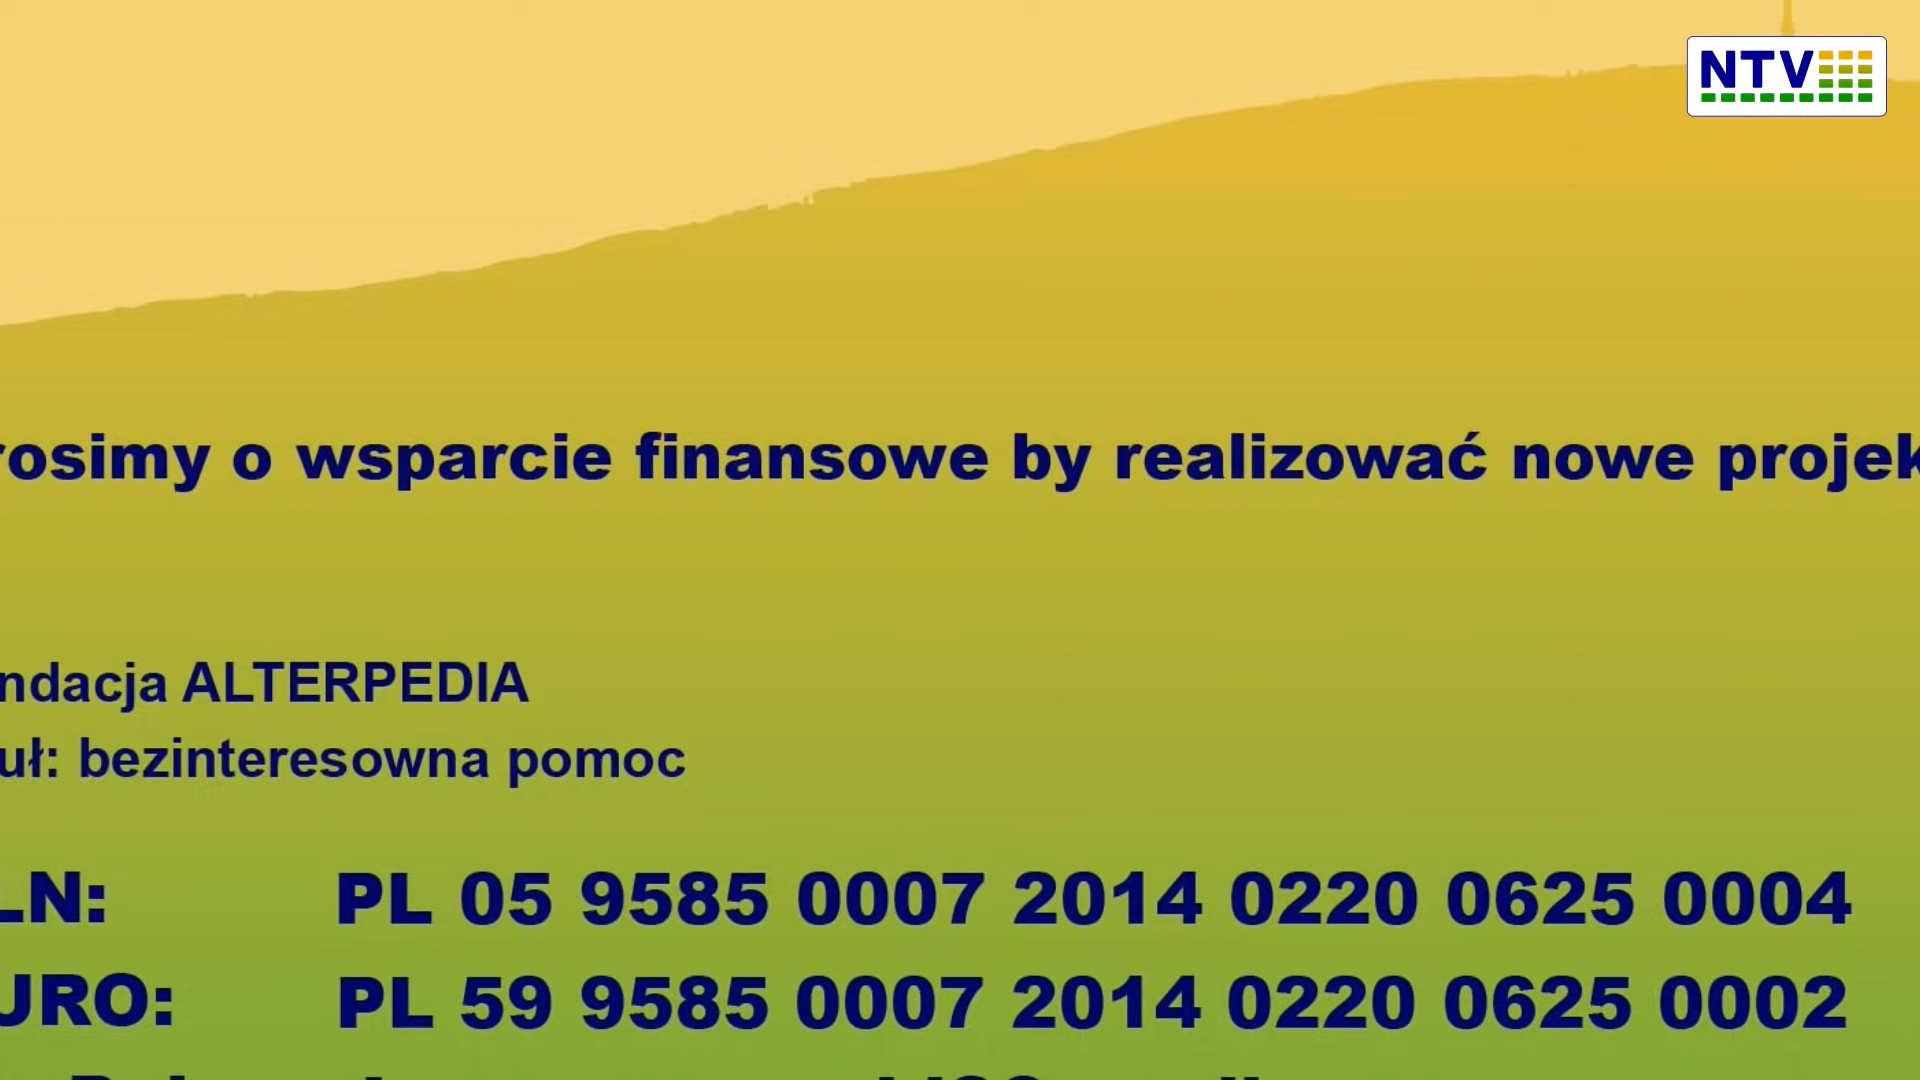 NTV
rosimy o wsparcie finansowe by realizować nowe projek
ndacja ALTERPEDIA
uł: bezinteresowna pomoc
LN: PL 05 9585 0007 2014 0220 0625 0004
URO: PL 59 9585 0007 2014 0220 0625 0002